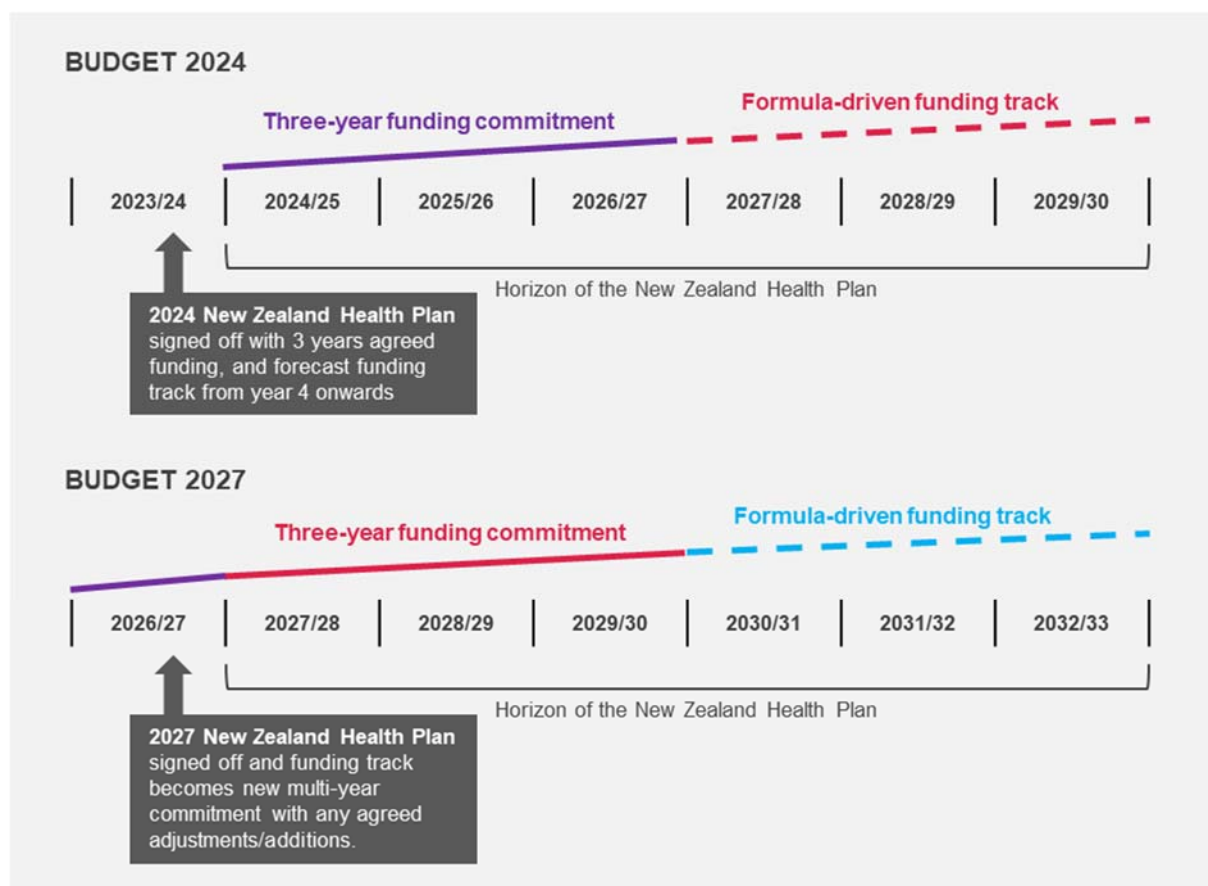 BUDGET 2024
Formula-driven funding track
Three-year funding commitment
2023/24 2024/25 2025/26 2026/27 2027/28 2028/29 2029/30
Horizon of the New Zealand Health Plan
2024 New Zealand Health Plan
signed off with 3 years agreed
funding, and forecast funding
track from year 4 onwards
BUDGET 2027
Formula-driven funding track
Three-year funding commitment
2026/27 2027/28 2028/29 2029/30 2030/31 2031/32 2032/33
Horizon of the New Zealand Health Plan
2027 New Zealand Health Plan
signed off and funding track
becomes new multi-year
commitment with any agreed
adjustments/additions.